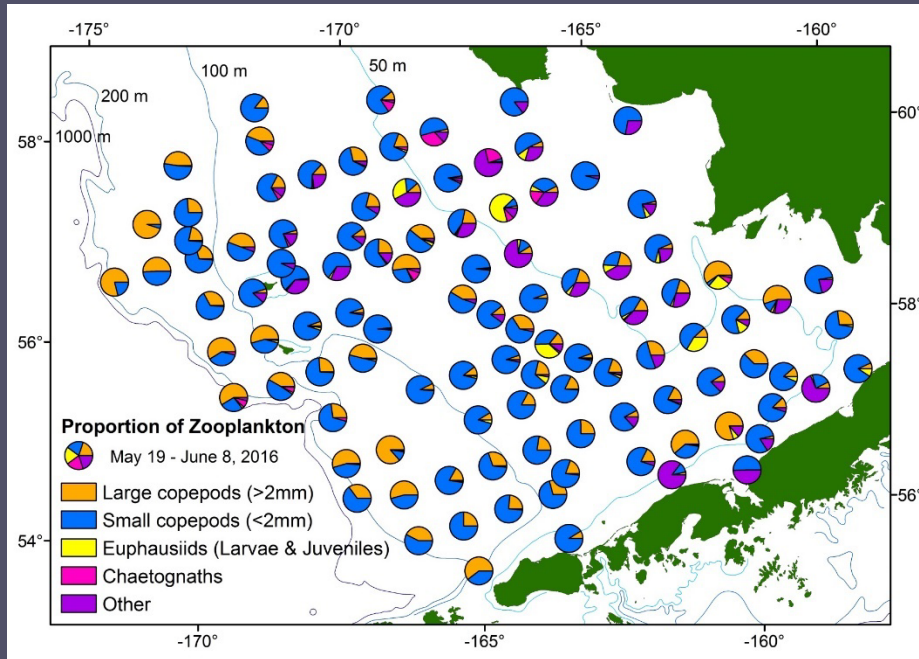 -175° -170° -165° -160°
50 m
100 m
200 m
1000 m
60°
58°
58°
56°
56°
54°
Proportion of Zooplankton
May 19 - June 8, 2016
Large copepods (>2mm)
Small copepods (<2mm)
Euphausiids (Larvae & Juveniles)
Chaetognaths
Other
-170° -165° -160°